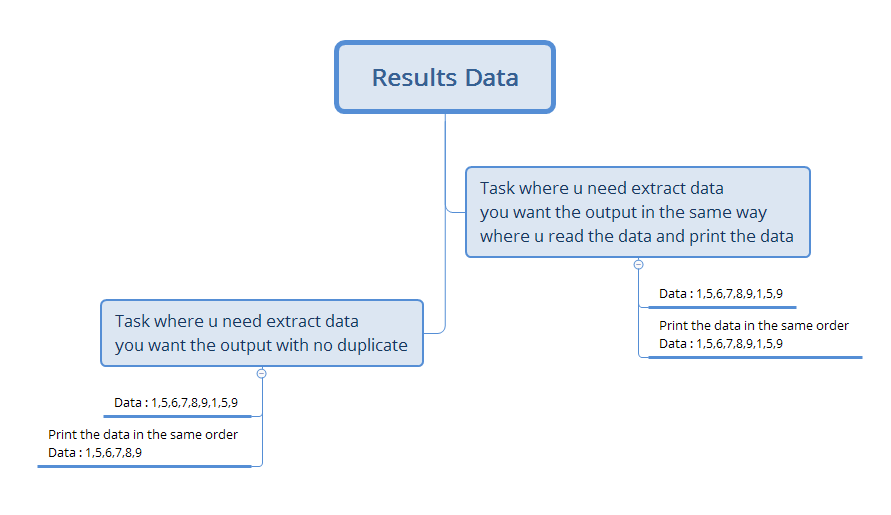 Results Data
Task where u need extract data
you want the output in the same way
where u read the data and print the data
Data : 1,5,6,7,8,9,1,5,9
Print the data in the same order
Data : 1,5,6,7,8,9,1,5,9
Task where u need extract data
you want the output with no duplicate
Data : 1,5,6,7,8,9,1,5,9
Print the data in the same order
Data : 1,5,6,7,8,9